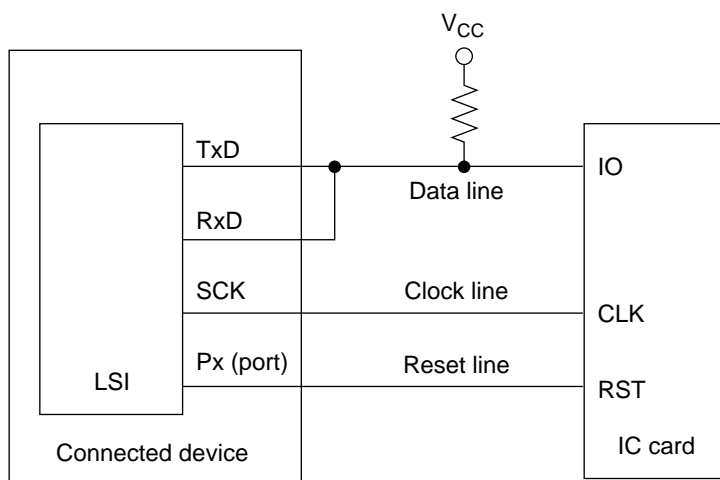 VCC
TxD
IO
Data line
RxD
SCK
Clock line
CLK
Px (port)
Reset line
LSI
RST
Connected device
IC card